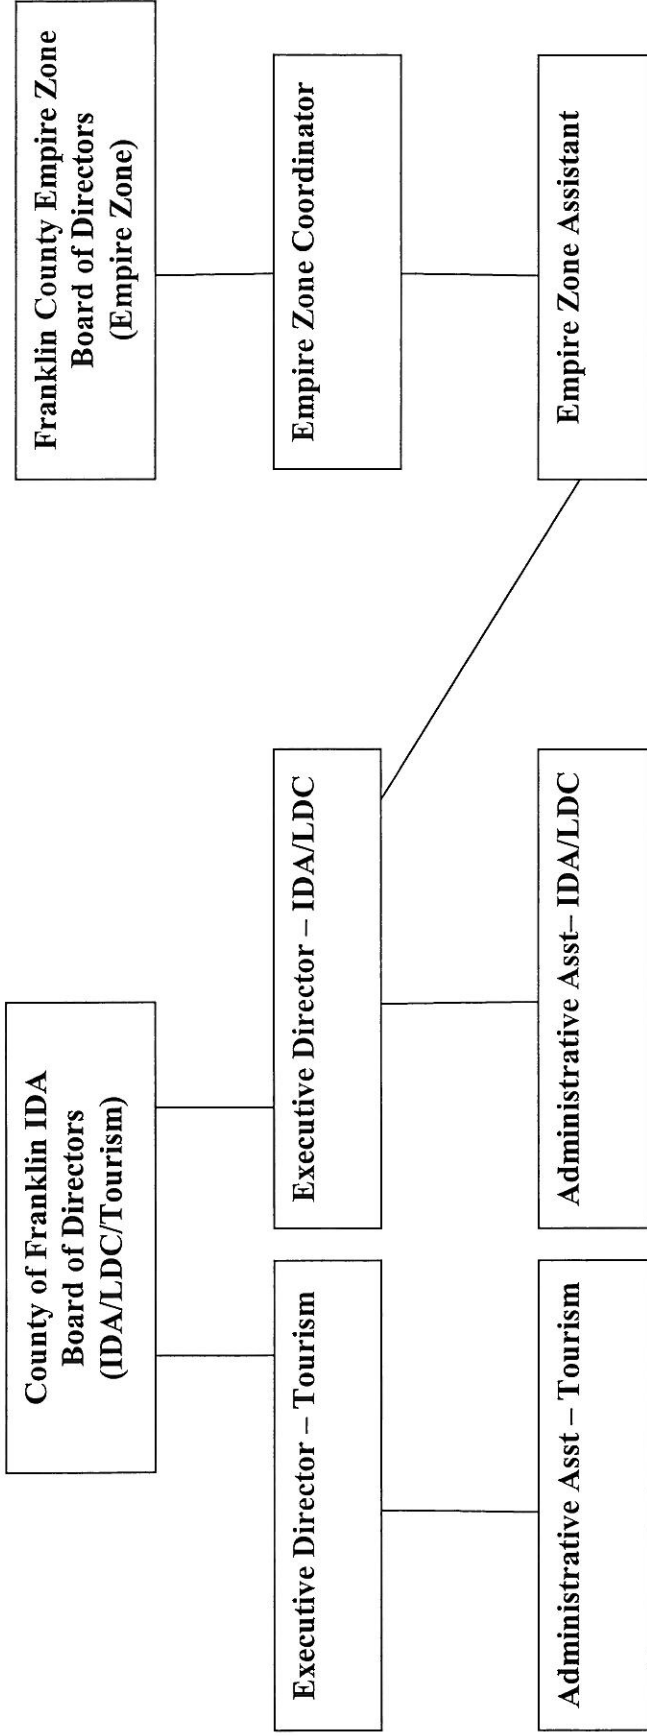 County of Franklin IDA
Board of Directors
(IDA/LDC/Tourism)
Franklin County Empire Zone
Board of Directors
(Empire Zone)
Executive Director – Tourism
Executive Director – IDA/LDC
Empire Zone Coordinator
Administrative Asst – Tourism
Administrative Asst– IDA/LDC
Empire Zone Assistant